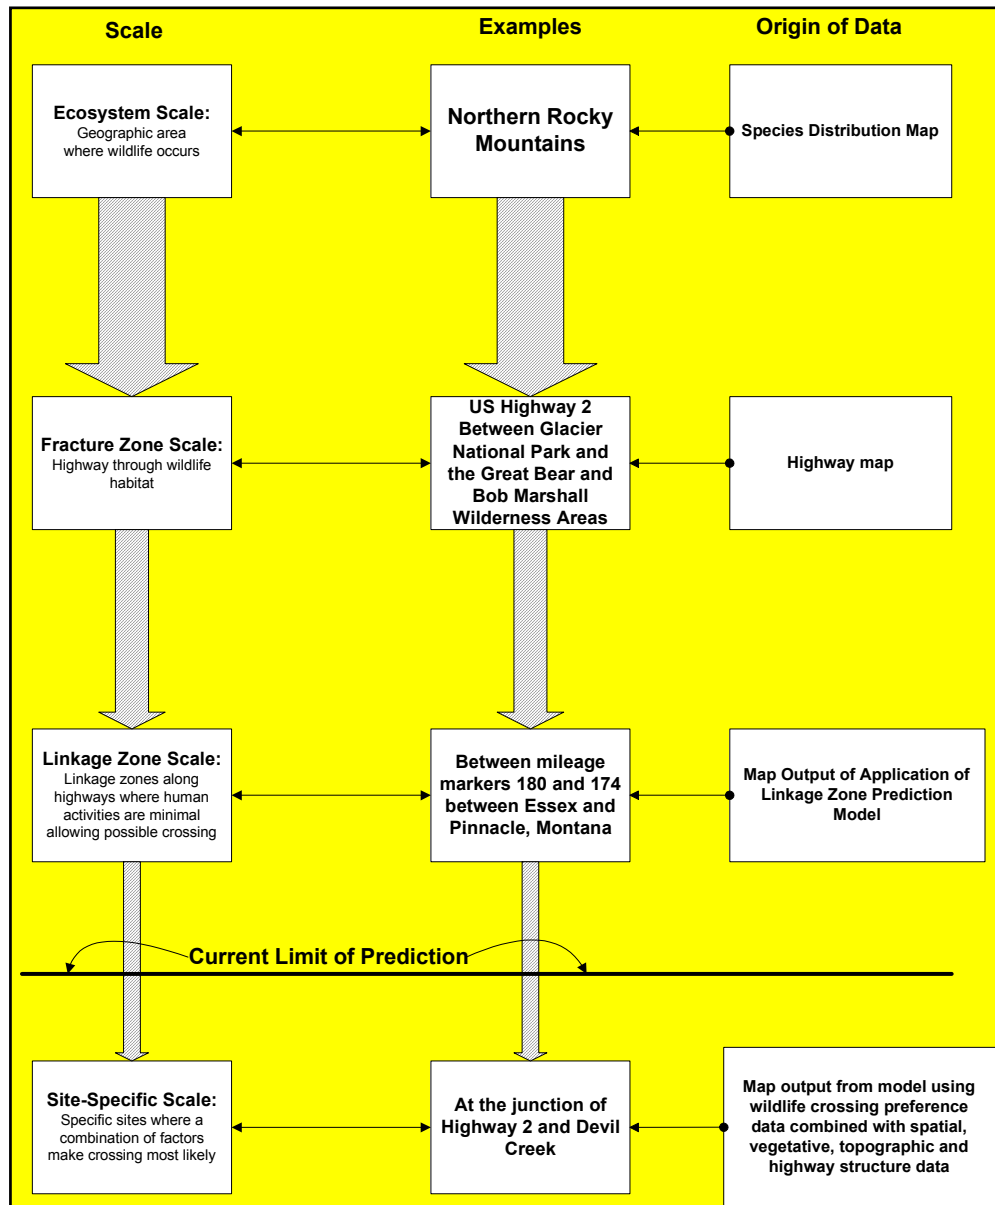 Scale
Examples
Origin of Data
Ecosystem Scale:
Geographic area
where wildlife occurs
Northern Rocky
Mountains
Species Distribution Map
Fracture Zone Scale:
Highway through wildlife
habitat
US Highway 2
Between Glacier
National Park and
the Great Bear and
Bob Marshall
Wilderness Areas
Highway map
Linkage Zone Scale:
Linkage zones along
highways where human
activities are minimal
allowing possible crossing
Between mileage
markers 180 and 174
between Essex and
Pinnacle, Montana
Map Output of Application of
Linkage Zone Prediction
Model
Current Limit of Prediction
Site-Specific Scale:
Specific sites where a
combination of factors
make crossing most likely
At the junction of
Highway 2 and Devil
Creek
Map output from model using
wildlife crossing preference
data combined with spatial,
vegetative, topographic and
highway structure data